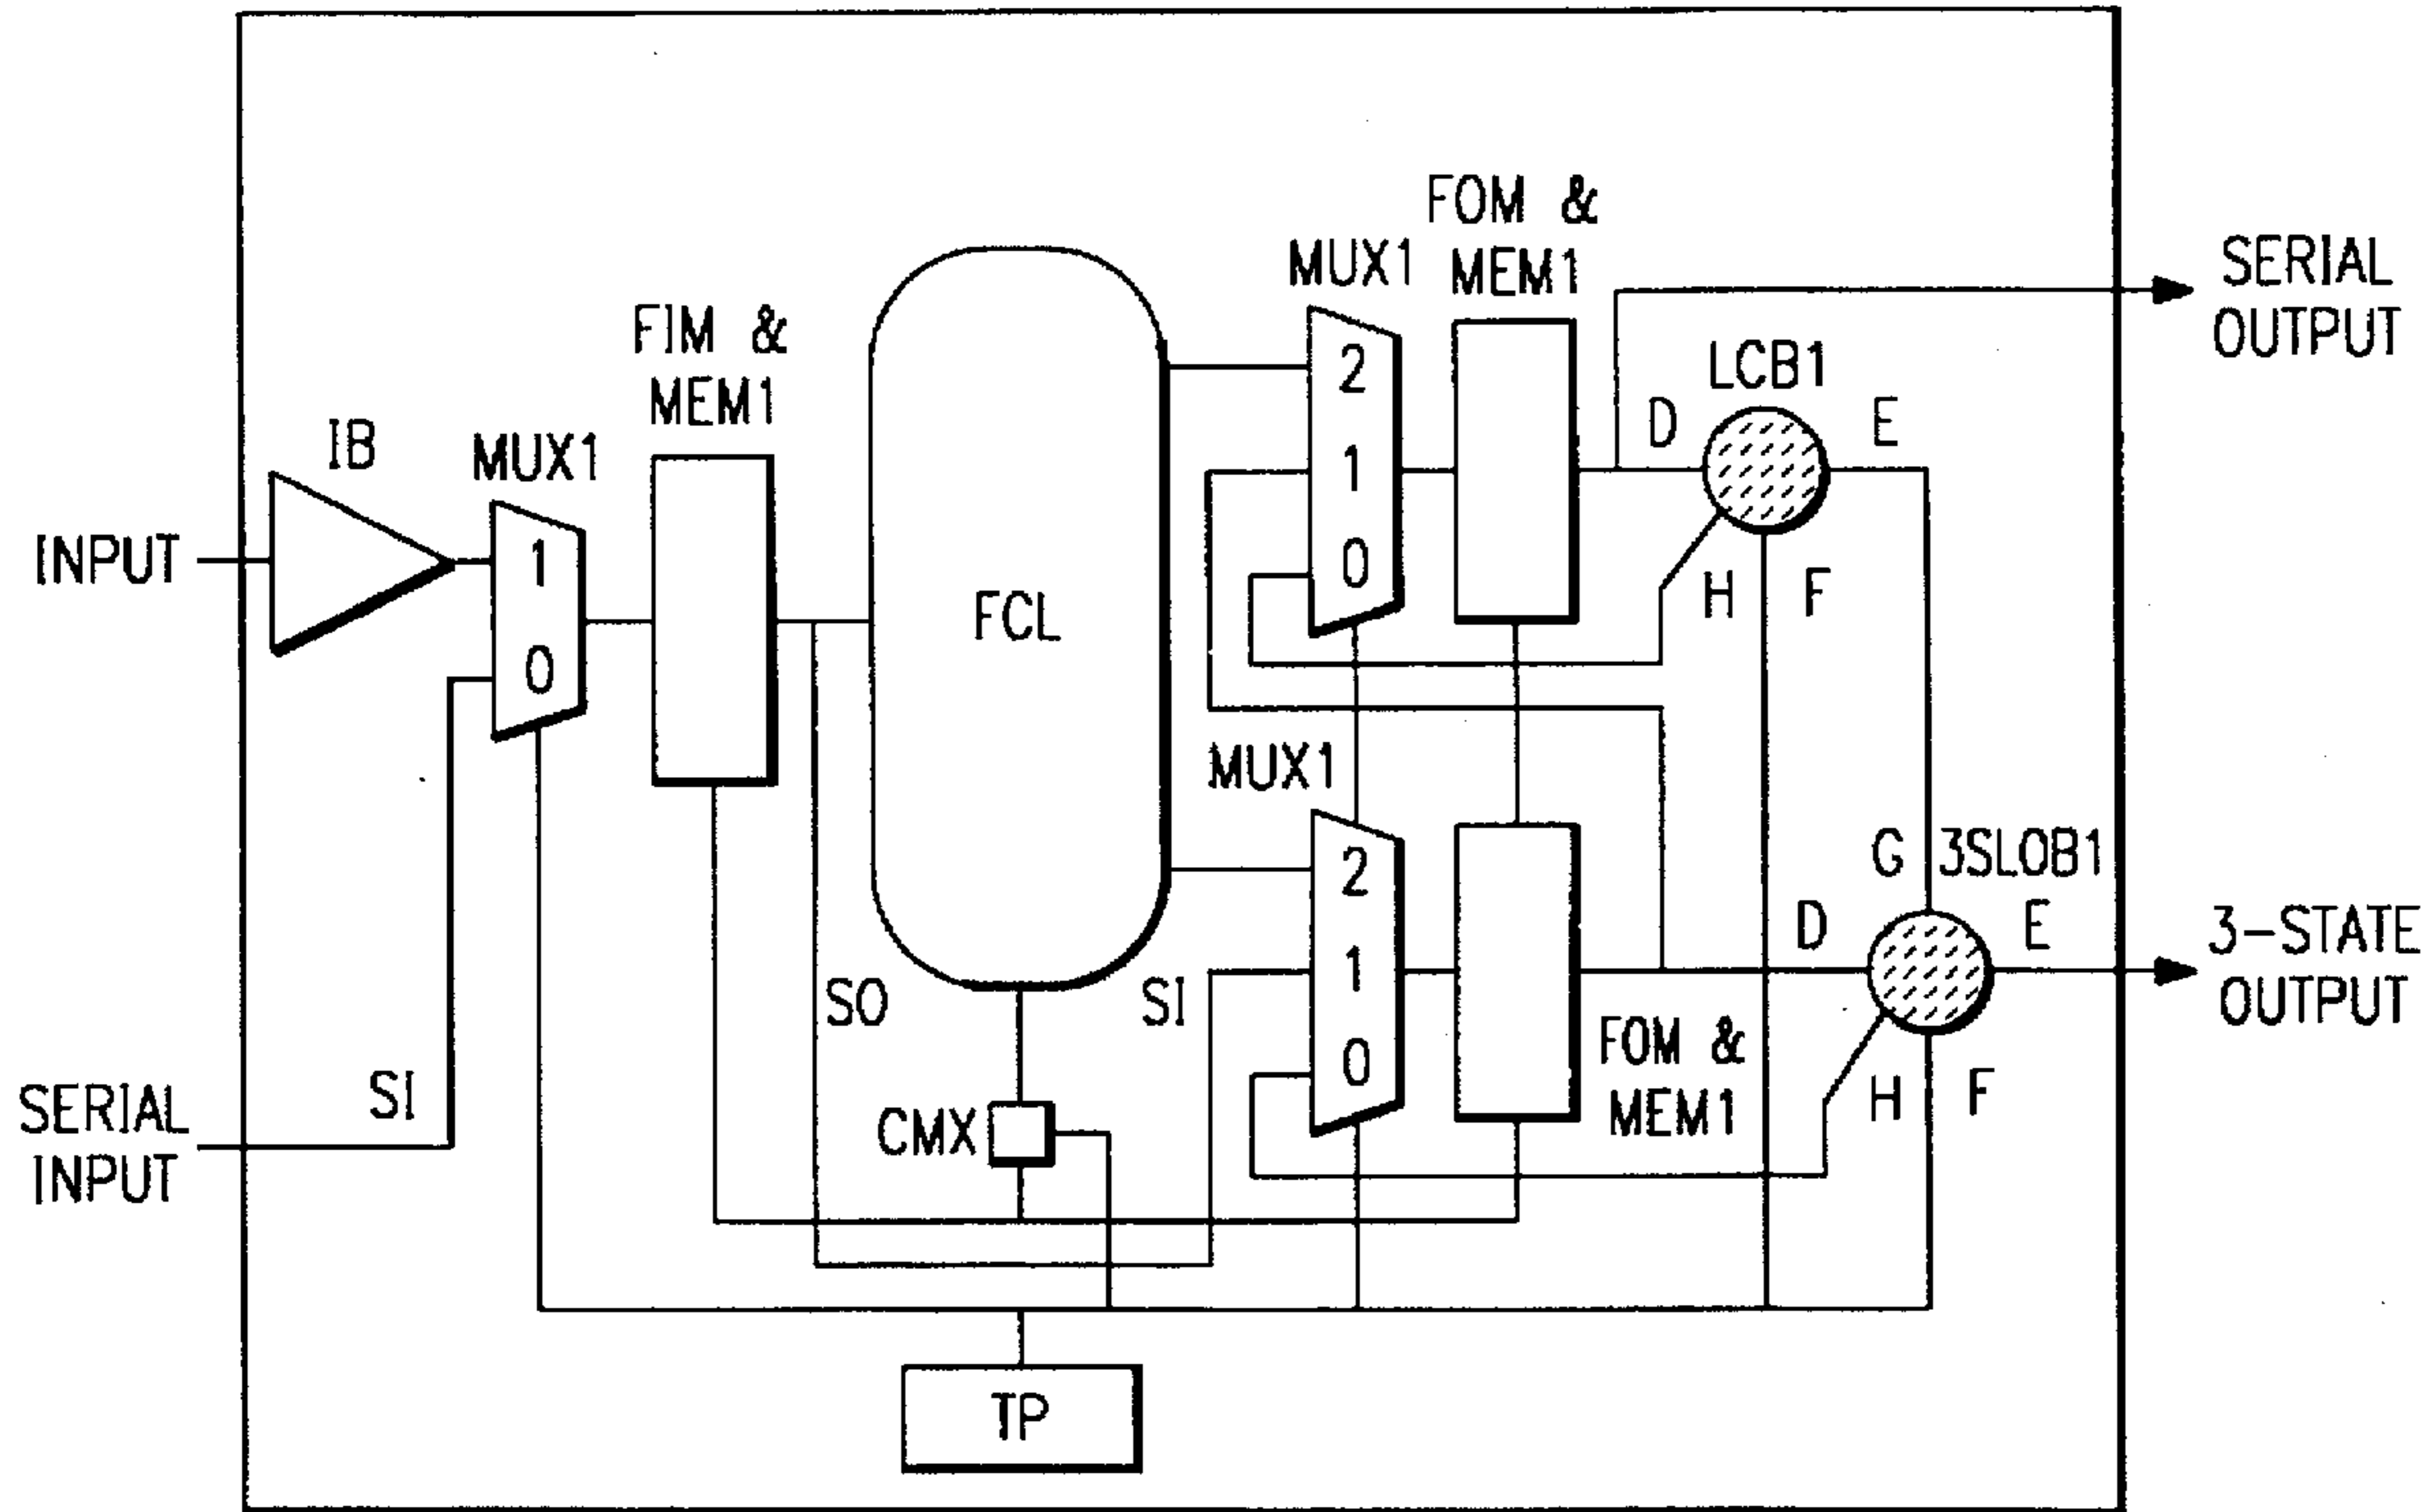 FOM &
MEM1
MUX1
SERIAL
OUTPUT
FIM &
MEM1
2
LCB1
D
E
IB
MUX1
1
INPUT
1
FCL
0
H
F
0
MUX1
2
G
3SLOB1
D
E
3-STATE
OUTPUT
SO
SI
1
FOM &
MEM1
0
SI
SERIAL
INPUT
CMX
H
F
TP